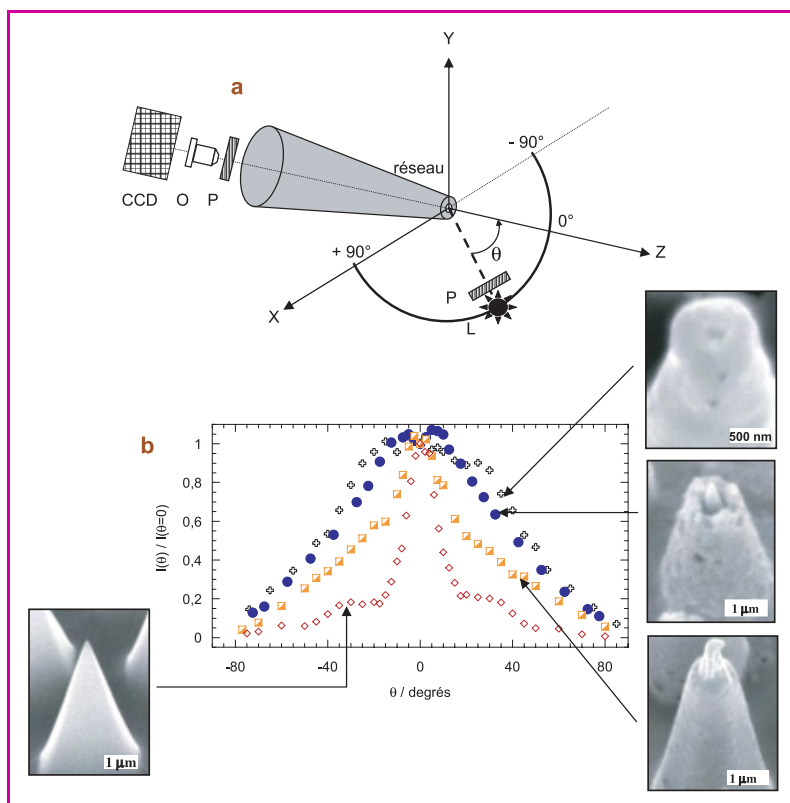 a
Y
- 90°
réseau
CCD O P
0°
+ 90°
θ
Z
P
X
L
500 nm
b
1
0,8
0,6
0,4
0,2
0
I(θ) / I(θ=0)
-80 -40 0 40 80
θ / degrés
1 µm
1 µm
1 µm